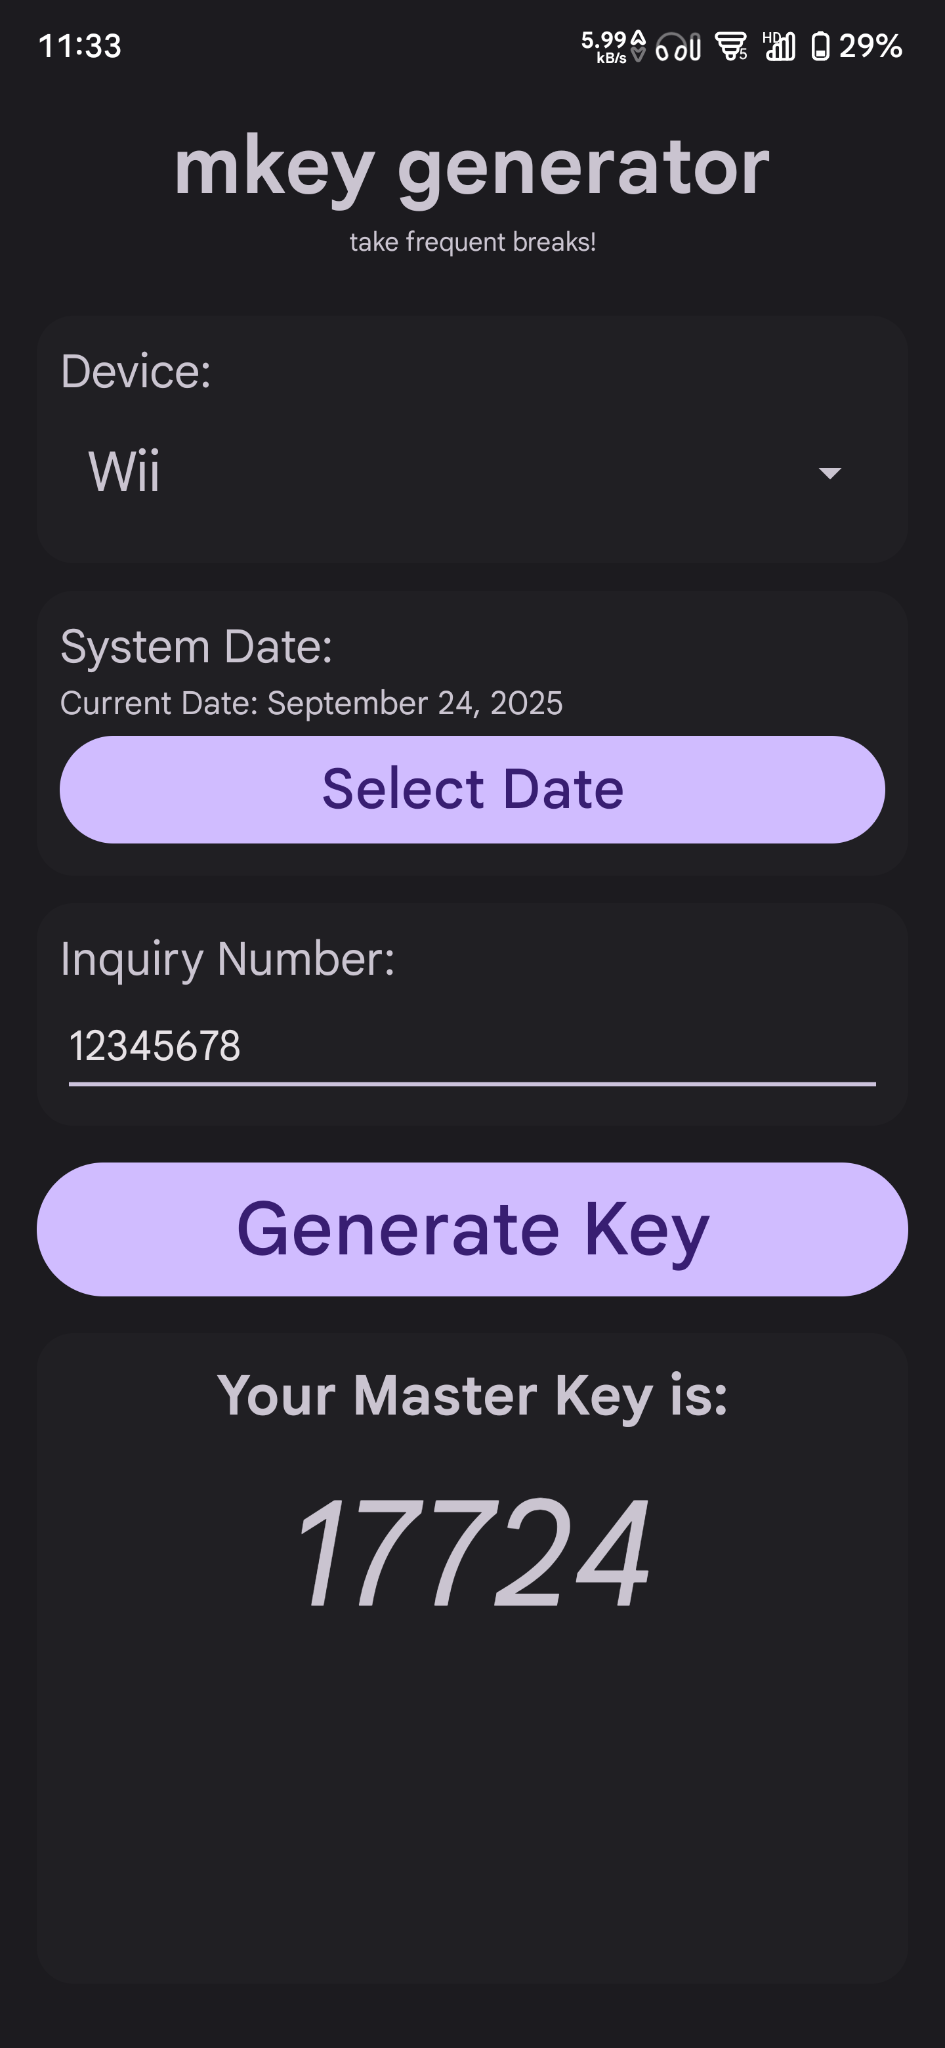 11:33
5.99 kB/s 5 HD 29%
mkey generator
take frequent breaks!
Device:
Wii
System Date:
Current Date: September 24, 2025
Select Date
Inquiry Number:
12345678
Generate Key
Your Master Key is:
17724